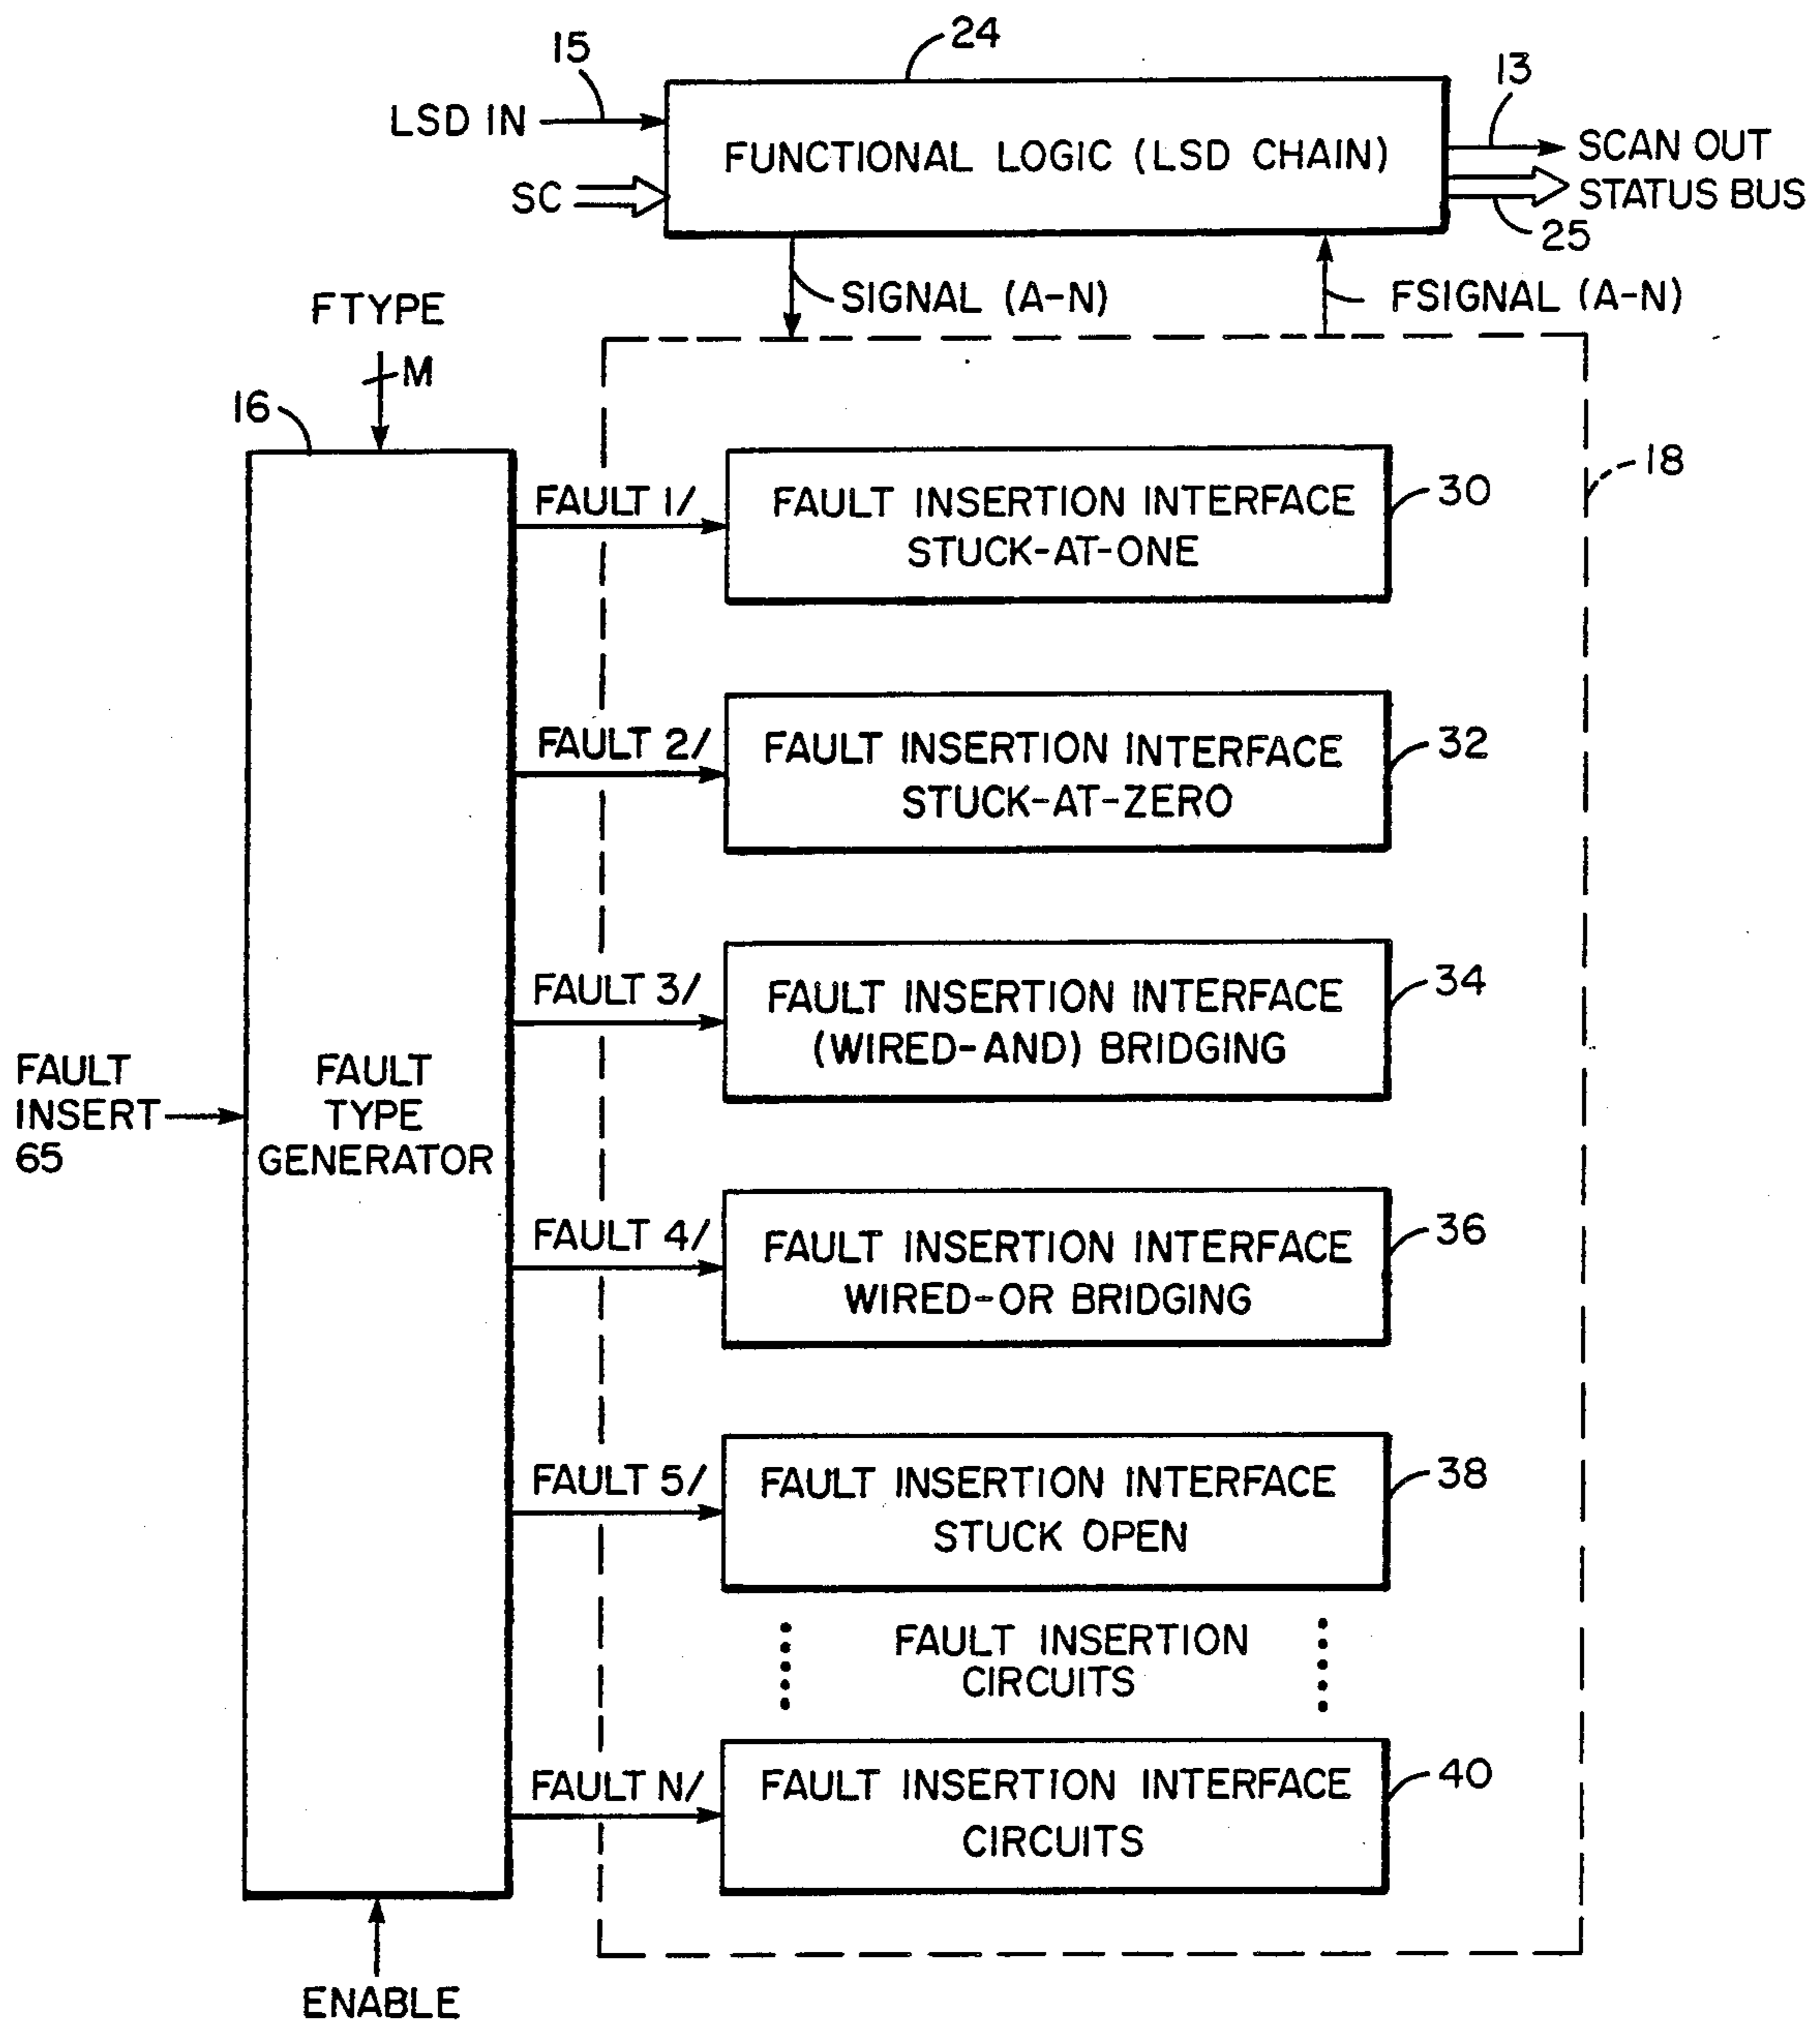 24
15
13
LSD IN
FUNCTIONAL LOGIC (LSD CHAIN)
SCAN OUT
SC
STATUS BUS
25
SIGNAL (A-N)
FSIGNAL (A-N)
FTYPE
M
16
18
FAULT 1/
FAULT INSERTION INTERFACE
STUCK-AT-ONE
30
FAULT 2/
FAULT INSERTION INTERFACE
STUCK-AT-ZERO
32
FAULT 3/
FAULT INSERTION INTERFACE
(WIRED-AND) BRIDGING
34
FAULT
INSERT
65
FAULT
TYPE
GENERATOR
FAULT 4/
FAULT INSERTION INTERFACE
WIRED-OR BRIDGING
36
FAULT 5/
FAULT INSERTION INTERFACE
STUCK OPEN
38
FAULT INSERTION
CIRCUITS
FAULT N/
FAULT INSERTION INTERFACE
CIRCUITS
40
ENABLE